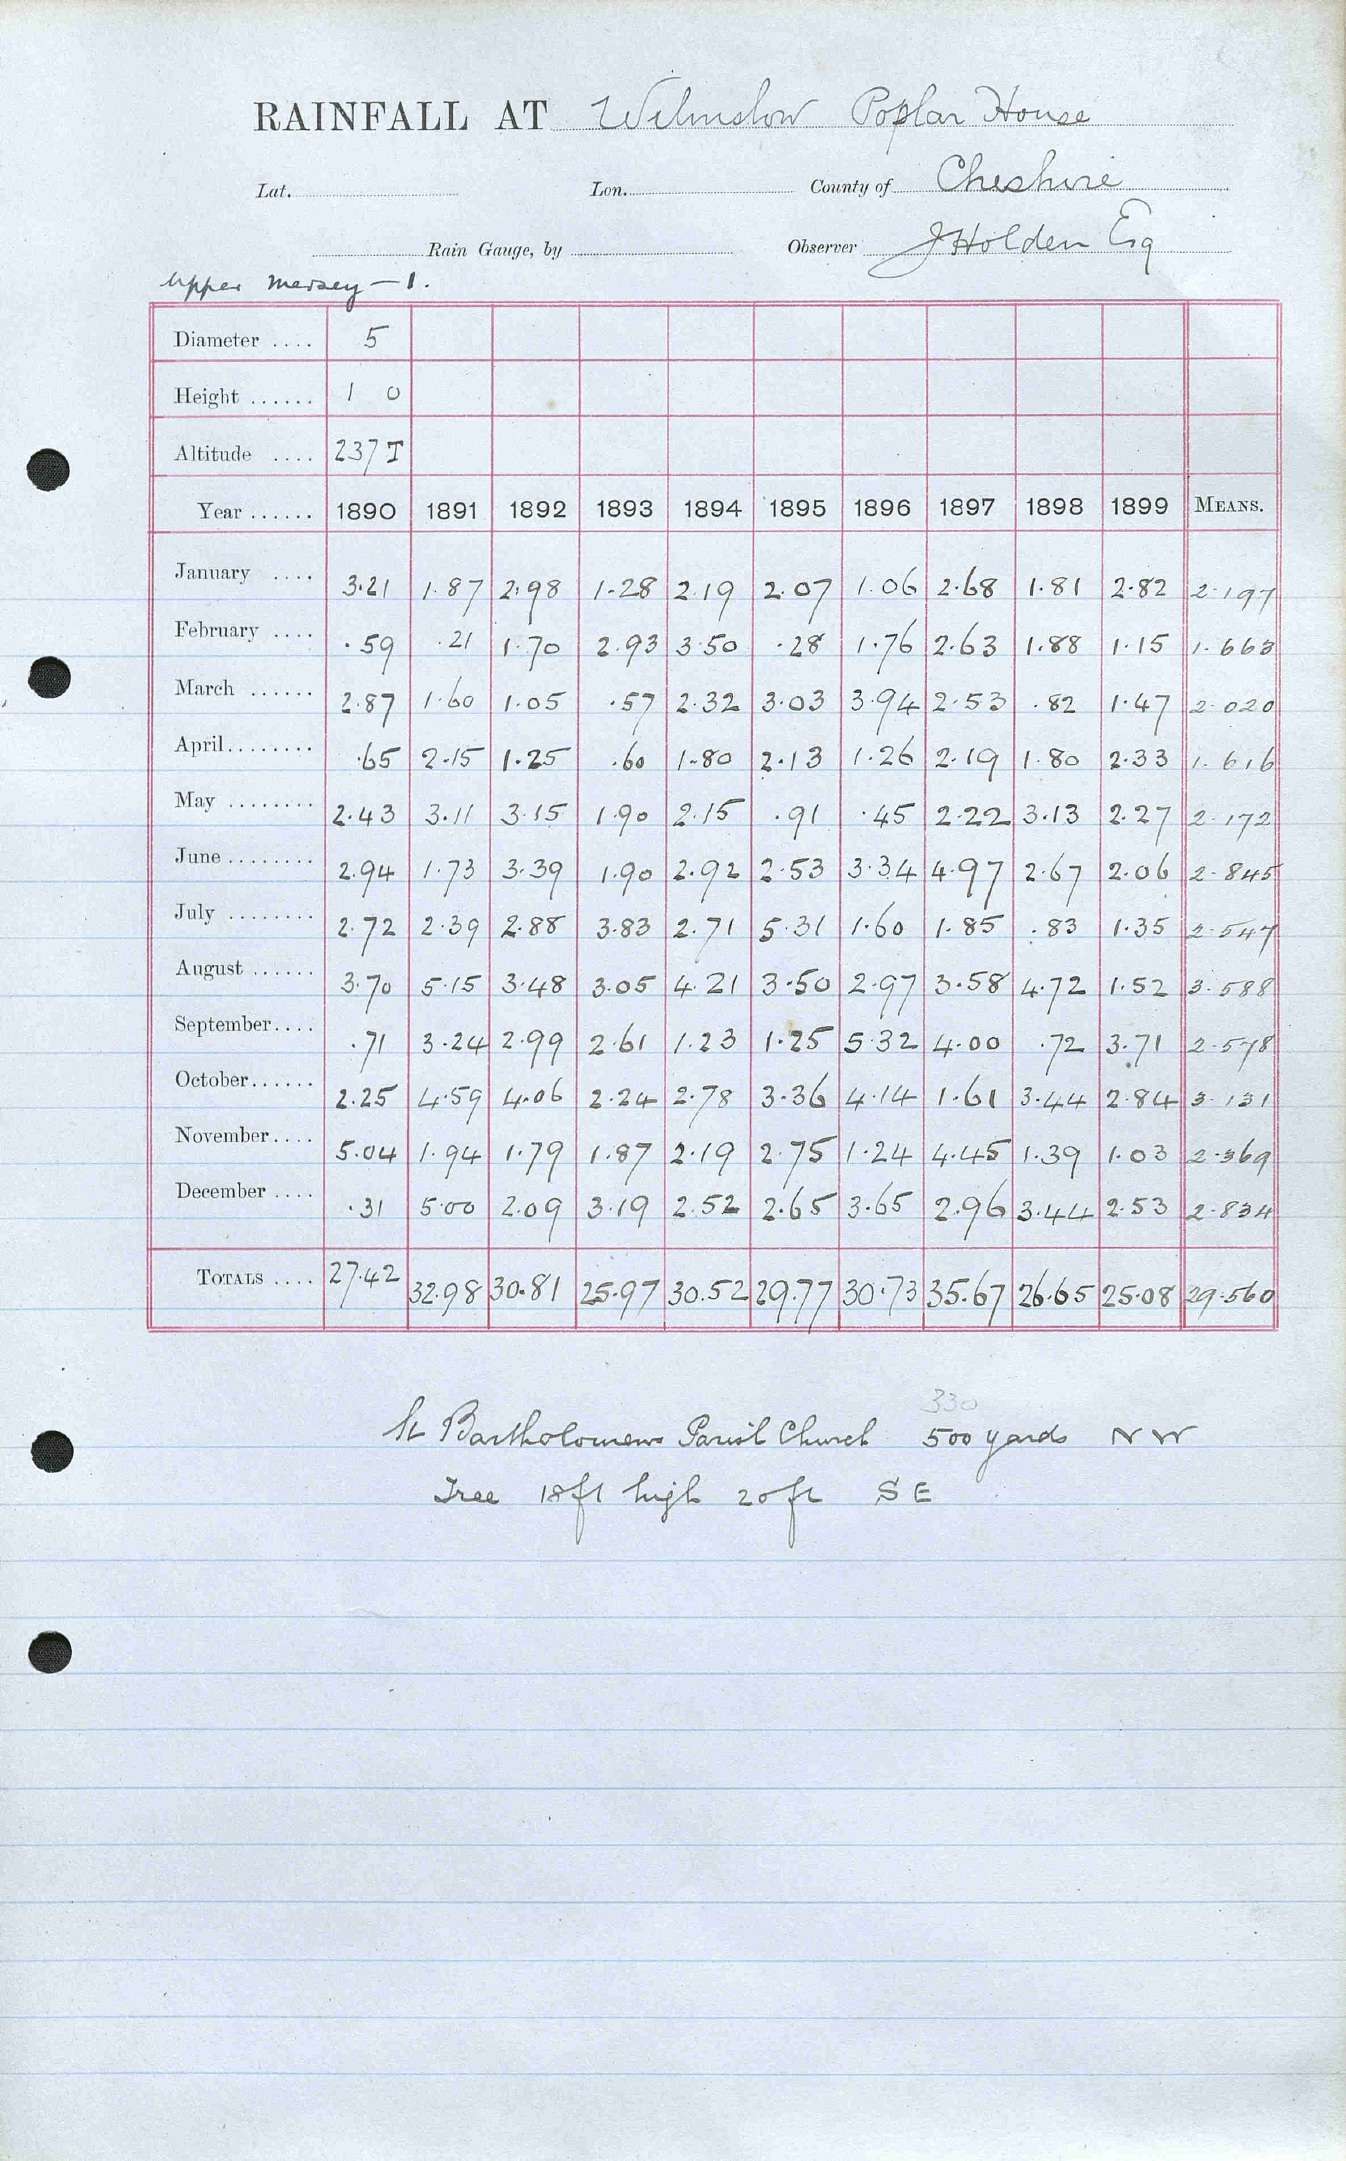 RAINFALL AT Wilmslow Poplar House
Lat. Lon. County of Cheshire
Rain Gauge, by Observer J Holden Esq
Upper Mersey - 1.
Diameter .... 5
Height ...... 1 0
Altitude .... 237 T
Year ...... 1890 1891 1892 1893 1894 1895 1896 1897 1898 1899 MEANS.
January .... 3.21 1.87 2.98 1.28 2.19 2.07 1.06 2.68 1.81 2.82 2.197
February .... .59 .21 1.70 2.93 3.50 .28 1.76 2.63 1.88 1.15 1.663
March ...... 2.87 1.60 1.05 .57 2.32 3.03 3.94 2.53 .82 1.47 2.020
April........ .65 2.15 1.25 .60 1.80 2.13 1.26 2.19 1.80 2.33 1.616
May ........ 2.43 3.11 3.15 1.90 2.15 .91 .45 2.22 3.13 2.27 2.172
June ........ 2.94 1.73 3.39 1.90 2.92 2.53 3.34 4.97 2.67 2.06 2.845
July ........ 2.72 2.39 2.88 3.83 2.71 5.31 1.60 1.85 .83 1.35 2.547
August ...... 3.70 5.15 3.48 3.05 4.21 3.50 2.97 3.58 4.72 1.52 3.588
September.... .71 3.24 2.99 2.61 1.23 1.25 5.32 4.00 .72 3.71 2.578
October...... 2.25 4.59 4.06 2.24 2.78 3.36 4.14 1.61 3.44 2.84 3.131
November.... 5.04 1.94 1.79 1.87 2.19 2.75 1.24 4.45 1.39 1.03 2.369
December .... .31 5.00 2.09 3.19 2.52 2.65 3.65 2.96 3.44 2.53 2.834
TOTALS .... 27.42 32.98 30.81 25.97 30.52 29.77 30.73 35.67 26.65 25.08 29.560
330
St Bartholomews Parish Church 500 yards NW
Tree 18ft high 20ft SE